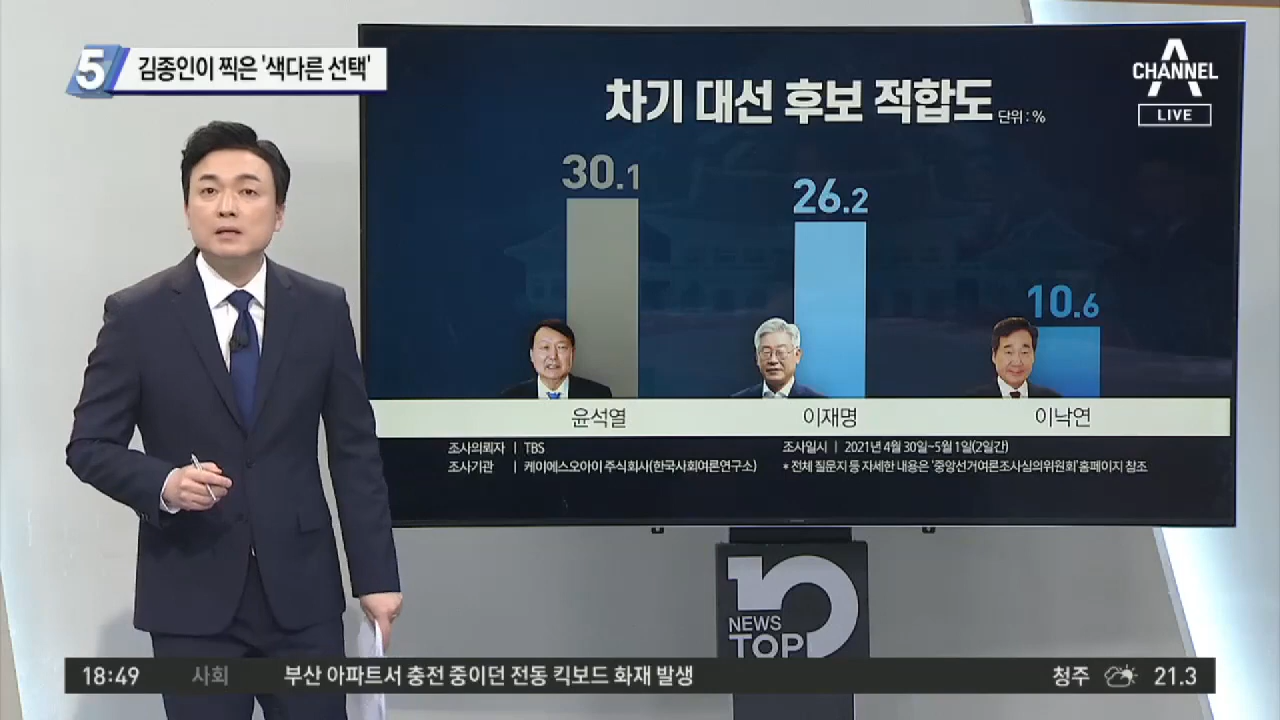 5 김종인이 찍은 '색다른 선택'
CHANNEL A
LIVE
차기 대선 후보 적합도 단위 : %
30.1
26.2
10.6
윤석열
이재명
이낙연
조사의뢰자 | TBS
조사일시 | 2021년 4월 30일~5월 1일(2일간)
조사기관 | 케이에스오아이 주식회사(한국사회여론연구소)
* 전체 질문지 등 자세한 내용은 '중앙선거여론조사심의위원회'홈페이지 참조
NEWS
TOP
10
18:49 사회 부산 아파트서 충전 중이던 전동 킥보드 화재 발생 청주 21.3